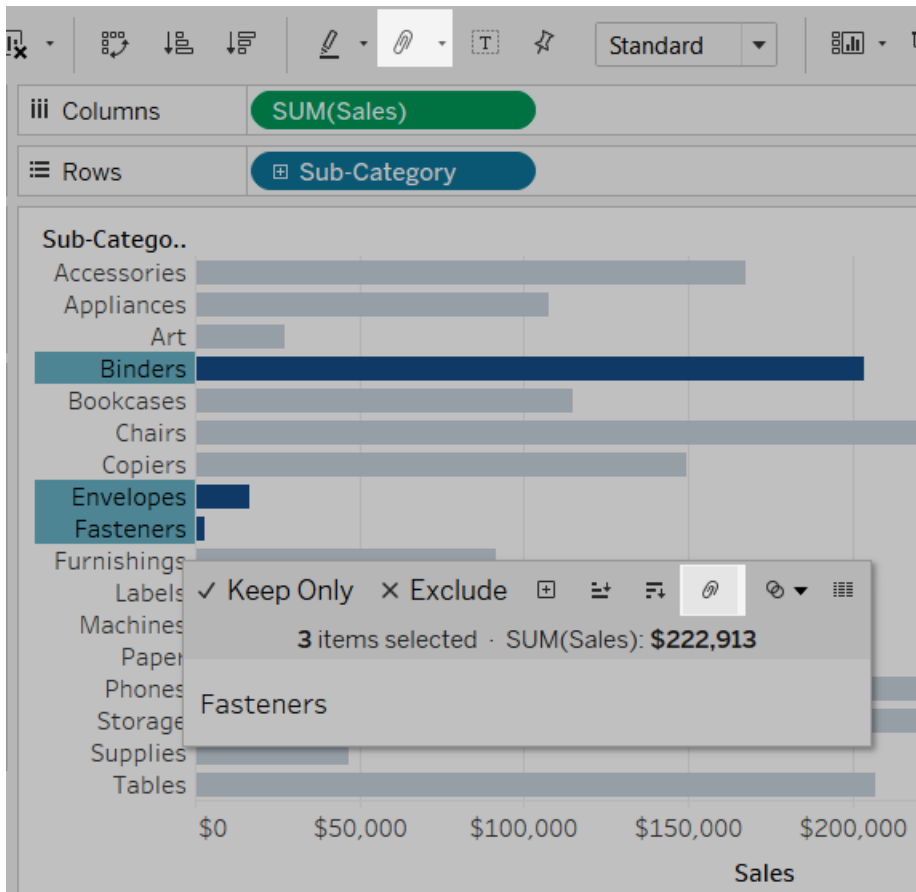 T Standard
Columns SUM(Sales)
Rows Sub-Category
Sub-Catego..
Accessories
Appliances
Art
Binders
Bookcases
Chairs
Copiers
Envelopes
Fasteners
Furnishings
Labels
Keep Only Exclude
Machines
3 items selected · SUM(Sales): $222,913
Paper
Phones
Fasteners
Storage
Supplies
Tables
$0 $50,000 $100,000 $150,000 $200,000
Sales